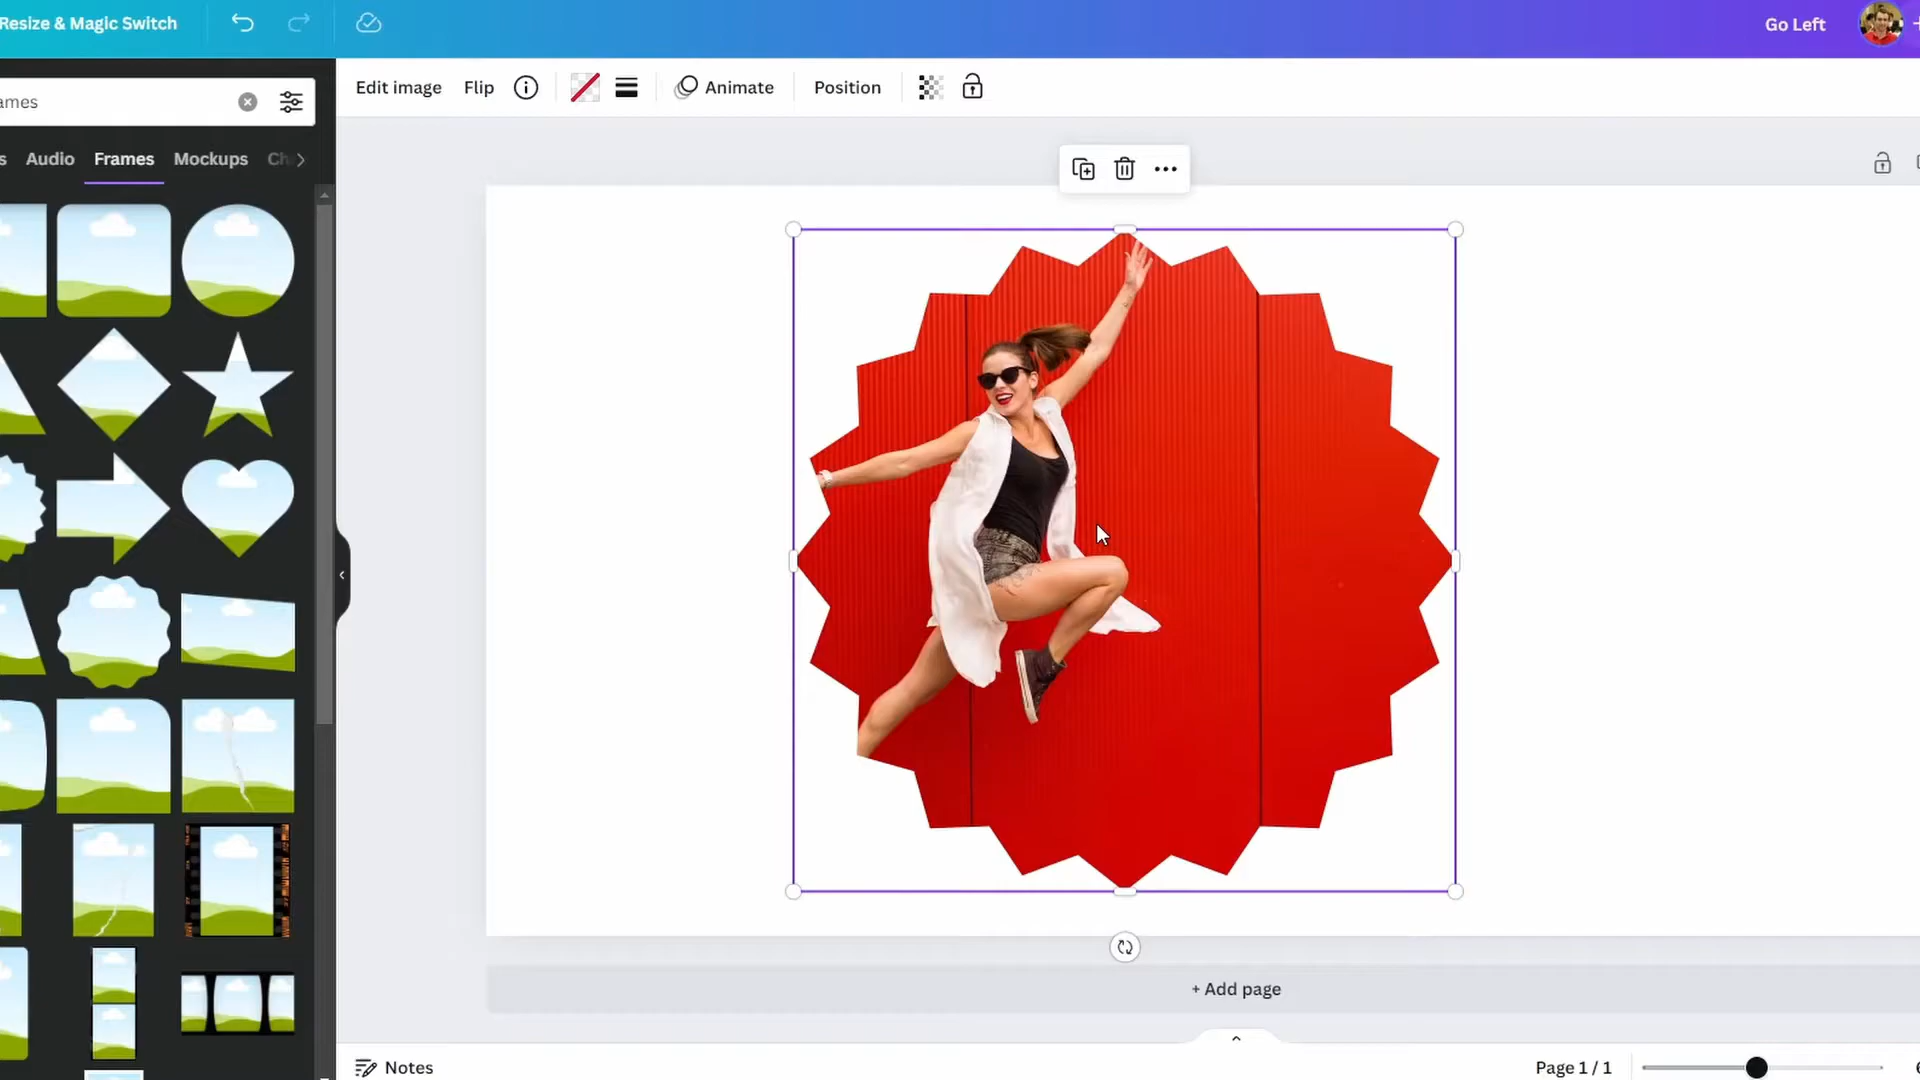 Resize & Magic Switch
Go Left
Edit image Flip Animate Position
ames
s Audio Frames Mockups Ch
+ Add page
Notes
Page 1 / 1